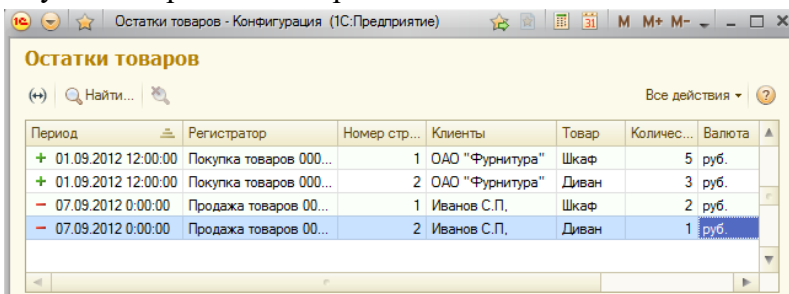 Остатки товаров - Конфигурация (1С:Предприятие) M M+ M-
Остатки товаров
Найти... Все действия
Период Регистратор Номер стр... Клиенты Товар Количес... Валюта
+ 01.09.2012 12:00:00 Покупка товаров 000... 1 ОАО "Фурнитура" Шкаф 5 руб.
+ 01.09.2012 12:00:00 Покупка товаров 000... 2 ОАО "Фурнитура" Диван 3 руб.
- 07.09.2012 0:00:00 Продажа товаров 00... 1 Иванов С.П, Шкаф 2 руб.
- 07.09.2012 0:00:00 Продажа товаров 00... 2 Иванов С.П, Диван 1 руб.